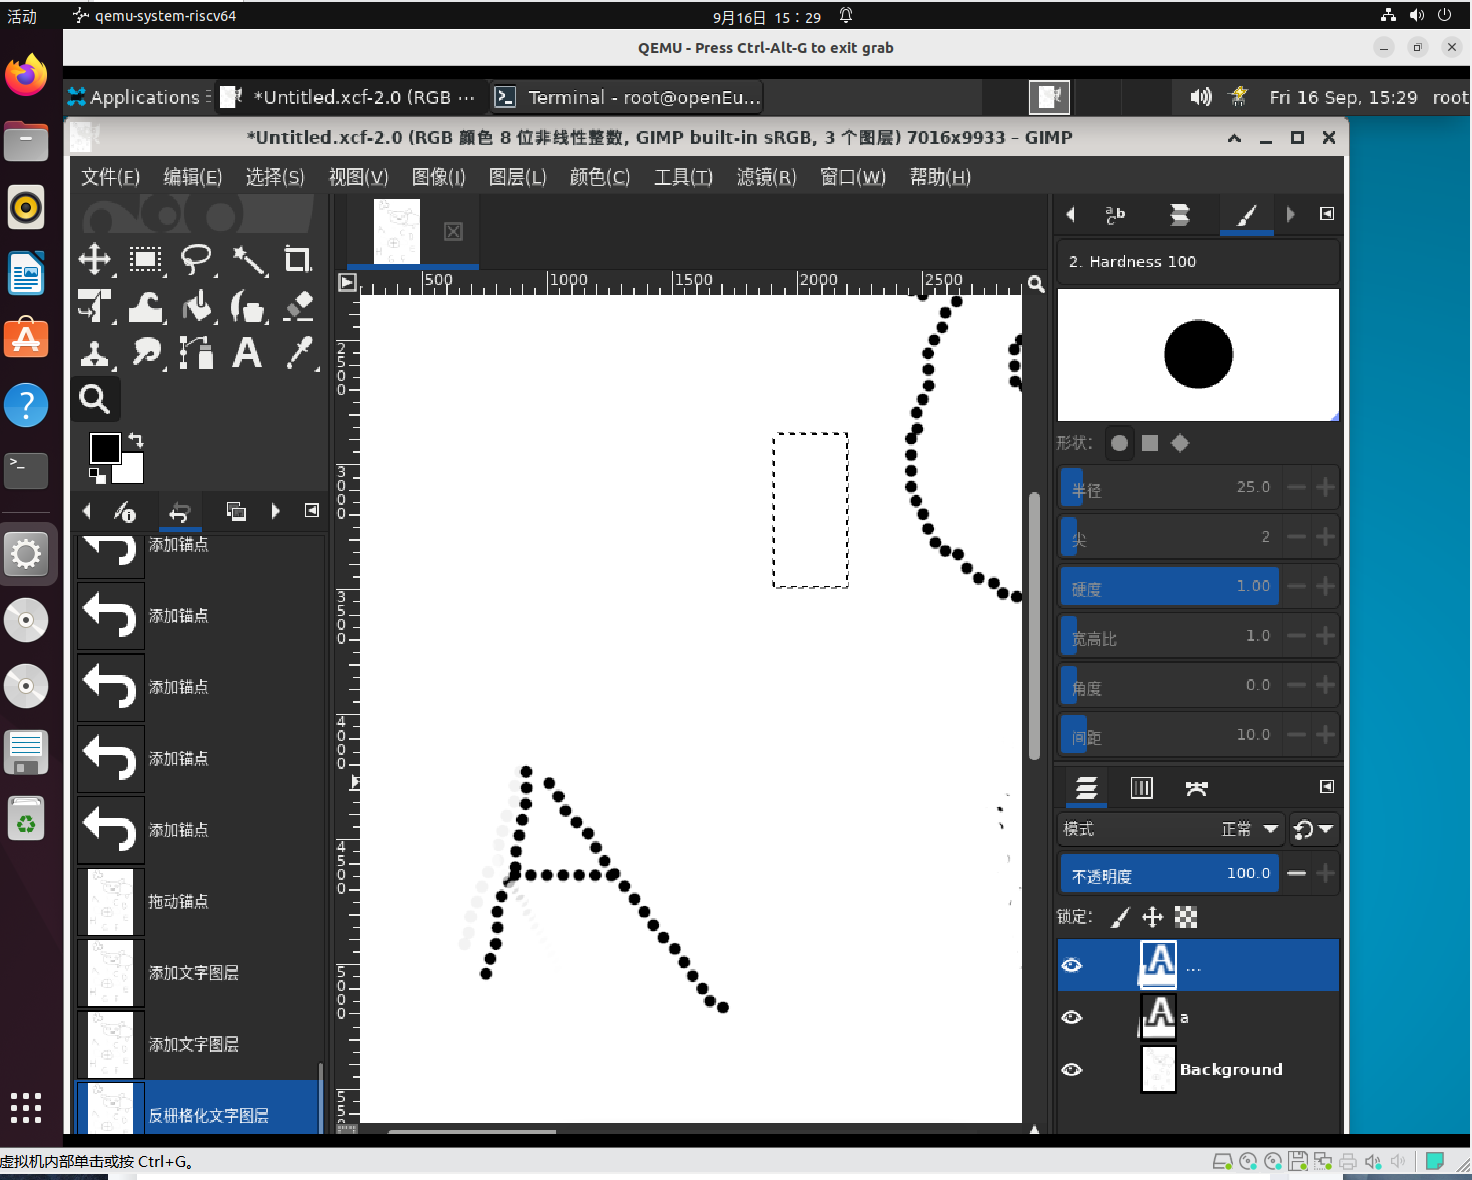 活动
qemu-system-riscv64
9月16日 15：29
QEMU - Press Ctrl-Alt-G to exit grab
Applications
*Untitled.xcf-2.0 (RGB ...
Terminal - root@openEu...
Fri 16 Sep, 15:29
root
*Untitled.xcf-2.0 (RGB 颜色 8 位非线性整数, GIMP built-in sRGB, 3 个图层) 7016x9933 – GIMP
文件(F) 编辑(E) 选择(S) 视图(V) 图像(I) 图层(L) 颜色(C) 工具(T) 滤镜(R) 窗口(W) 帮助(H)
500 1000 1500 2000 2500
2500
3000
3500
4000
4500
5000
550
添加锚点
添加锚点
添加锚点
添加锚点
添加锚点
拖动锚点
添加文字图层
添加文字图层
反栅格化文字图层
2. Hardness 100
形状:
半径 25.0
尖 2
硬度 1.00
宽高比 1.0
角度 0.0
间距 10.0
模式 正常
不透明度 100.0
锁定:
...
a
Background
虚拟机内部单击或按 Ctrl+G。